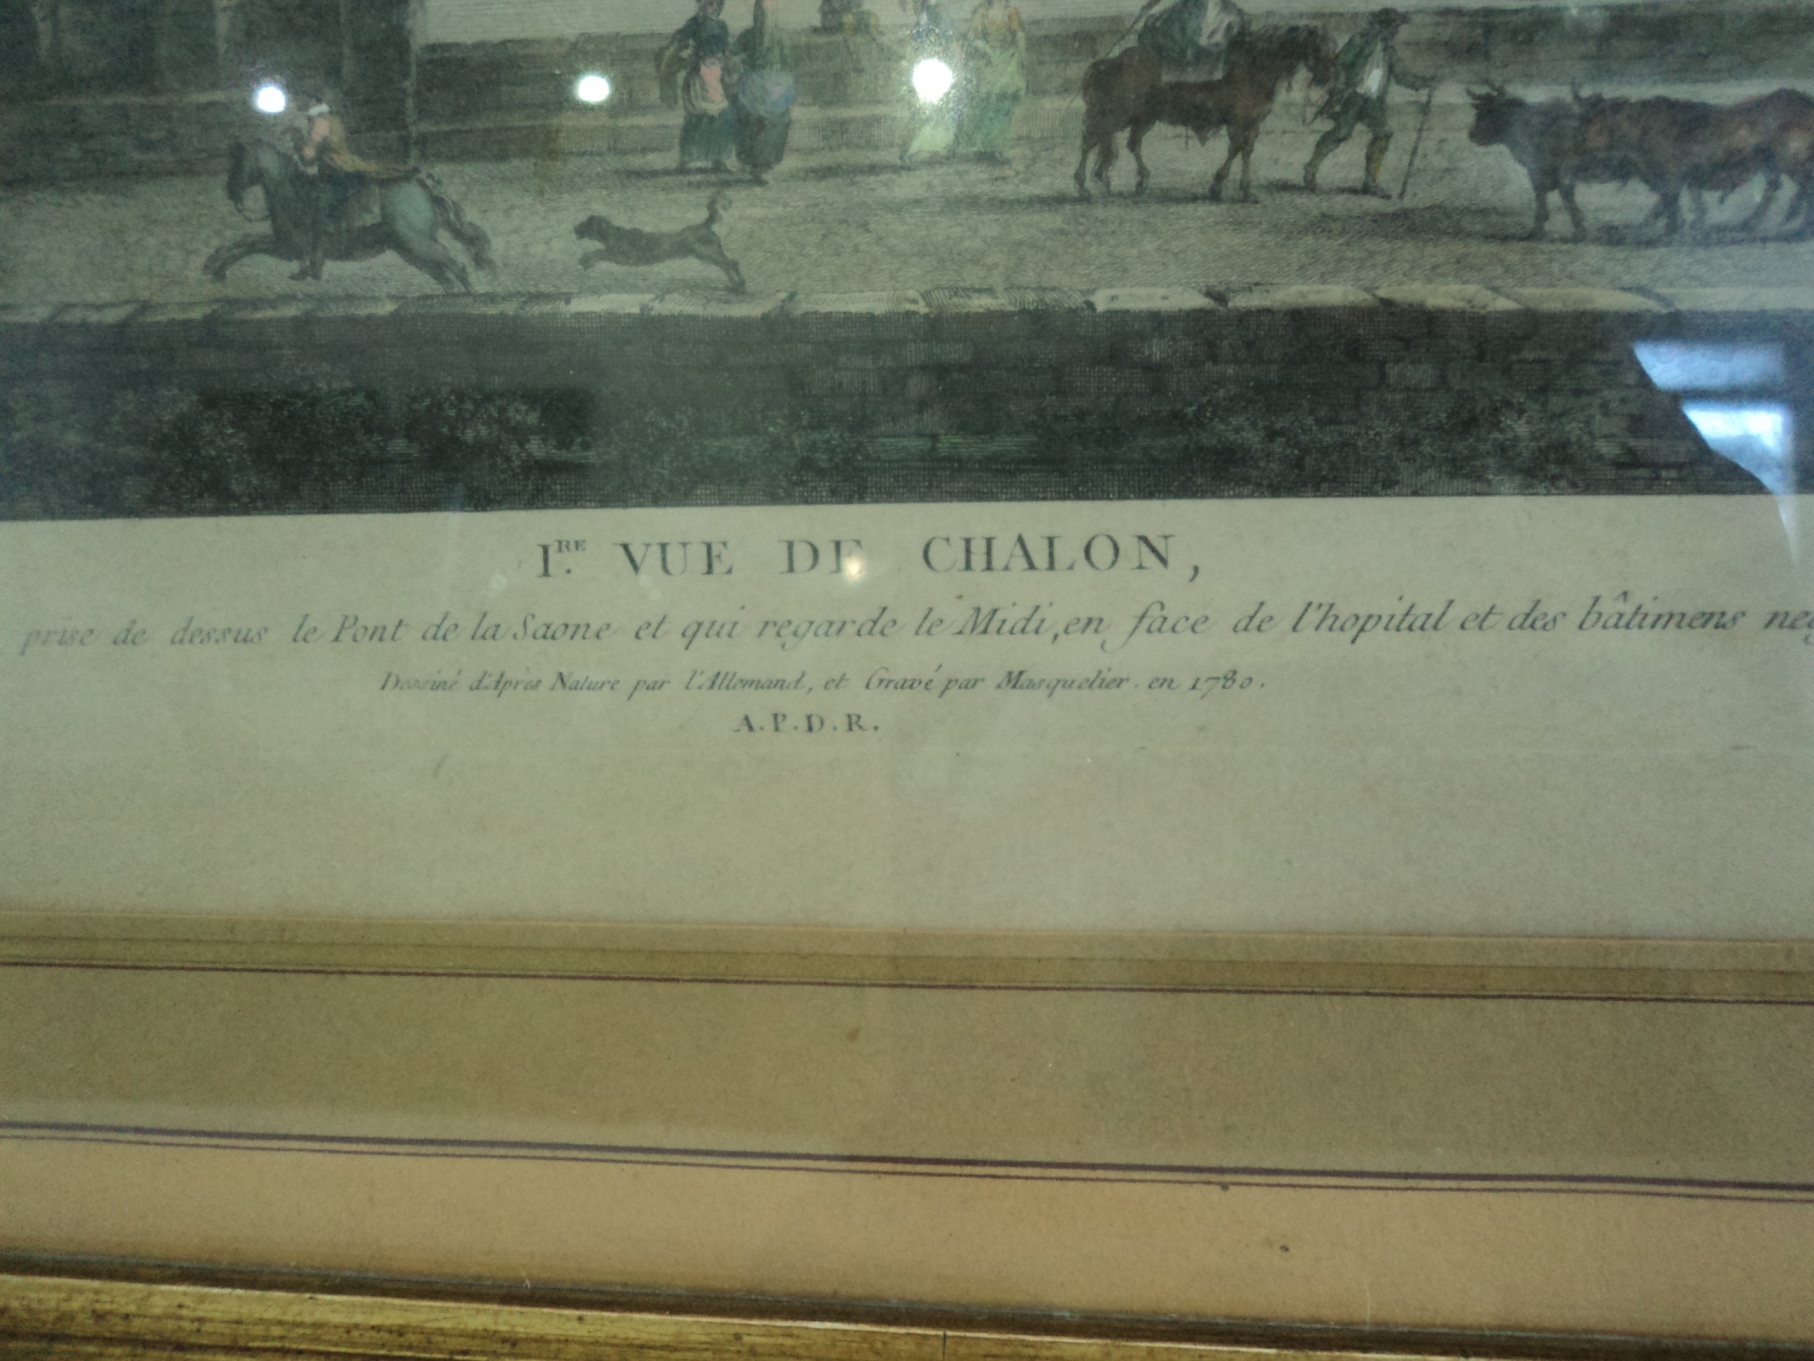 I.RE VUE DE CHALON,
prise de dessus le Pont de la Saone et qui regarde le Midi, en face de l'hopital et des bâtimens
Dessiné d'Après Nature par l'Allemand, et Gravé par Masquelier. en 1780.
A.P.D.R.